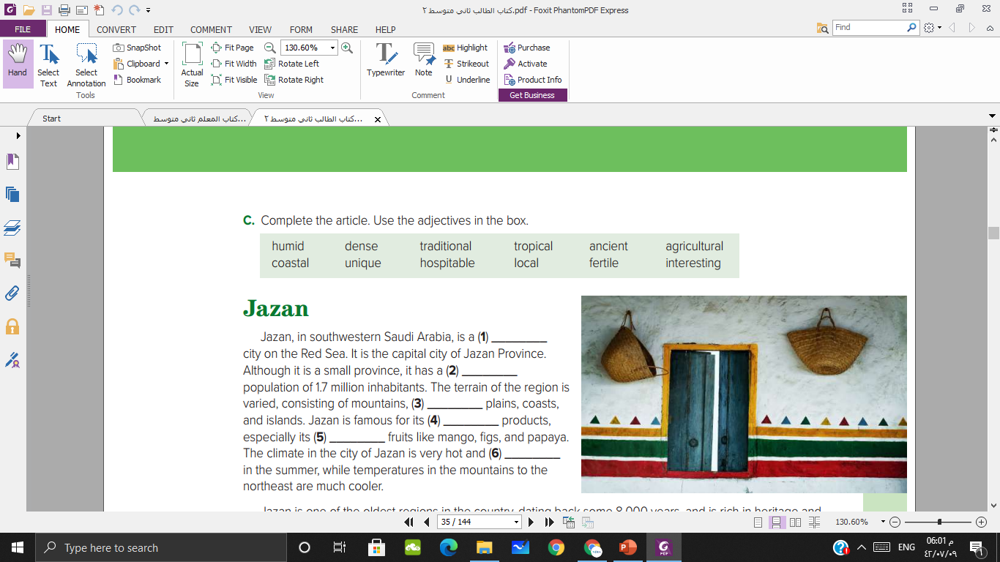 كتاب الطالب ثاني متوسط ٢.pdf - Foxit PhantomPDF Express
FILE HOME CONVERT EDIT COMMENT VIEW FORM SHARE HELP
Find
Hand
Select Text
Select Annotation
SnapShot
Clipboard
Bookmark
Tools
Actual Size
Fit Page
Fit Width
Fit Visible
130.60%
Rotate Left
Rotate Right
View
Typewriter
Note
abc Highlight
Strikeout
Underline
Comment
Purchase
Activate
Product Info
Get Business
Start
كتاب المعلم ثاني متوسط...
كتاب الطالب ثاني متوسط ٢...
C. Complete the article. Use the adjectives in the box.
humid dense traditional tropical ancient agricultural
coastal unique hospitable local fertile interesting
Jazan
Jazan, in southwestern Saudi Arabia, is a (1) ________
city on the Red Sea. It is the capital city of Jazan Province.
Although it is a small province, it has a (2) ________
population of 1.7 million inhabitants. The terrain of the region is
varied, consisting of mountains, (3) ________ plains, coasts,
and islands. Jazan is famous for its (4) ________ products,
especially its (5) ________ fruits like mango, figs, and papaya.
The climate in the city of Jazan is very hot and (6) ________
in the summer, while temperatures in the mountains to the
northeast are much cooler.
Jazan is one of the oldest regions in the country, dating back some 8,000 years, and is rich in heritage and
35 / 144
130.60%
Type here to search
ENG
06:01 م
٤٢/٠٧/٠٩